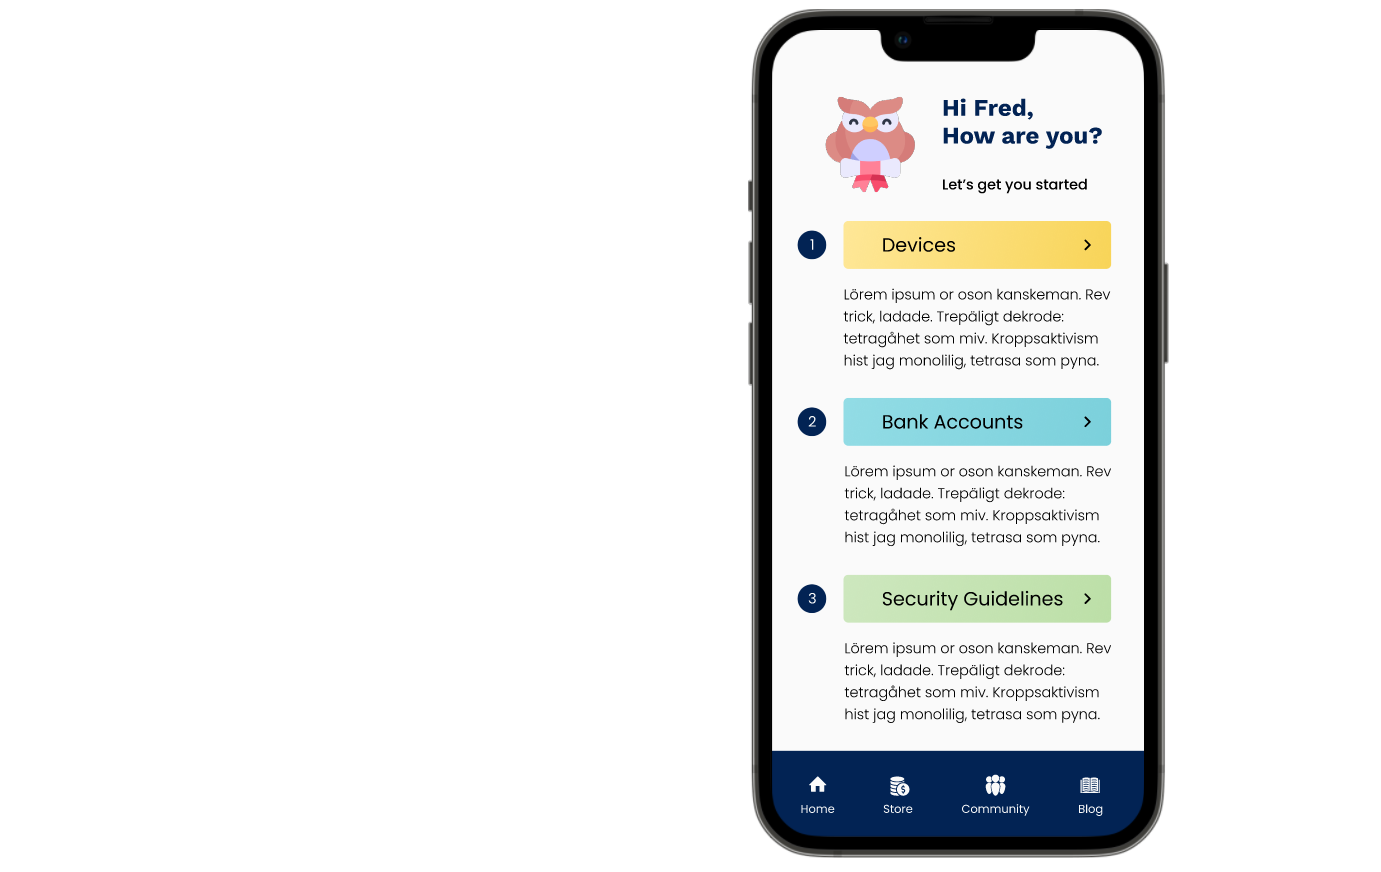 Hi Fred,
How are you?
Let's get you started
1
Devices
Lörem ipsum or oson kanskeman. Rev
trick, ladade. Trepäligt dekrode:
tetragåhet som miv. Kroppsaktivism
hist jag monolilig, tetrasa som pyna.
2
Bank Accounts
Lörem ipsum or oson kanskeman. Rev
trick, ladade. Trepäligt dekrode:
tetragåhet som miv. Kroppsaktivism
hist jag monolilig, tetrasa som pyna.
3
Security Guidelines
Lörem ipsum or oson kanskeman. Rev
trick, ladade. Trepäligt dekrode:
tetragåhet som miv. Kroppsaktivism
hist jag monolilig, tetrasa som pyna.
Home
Store
Community
Blog